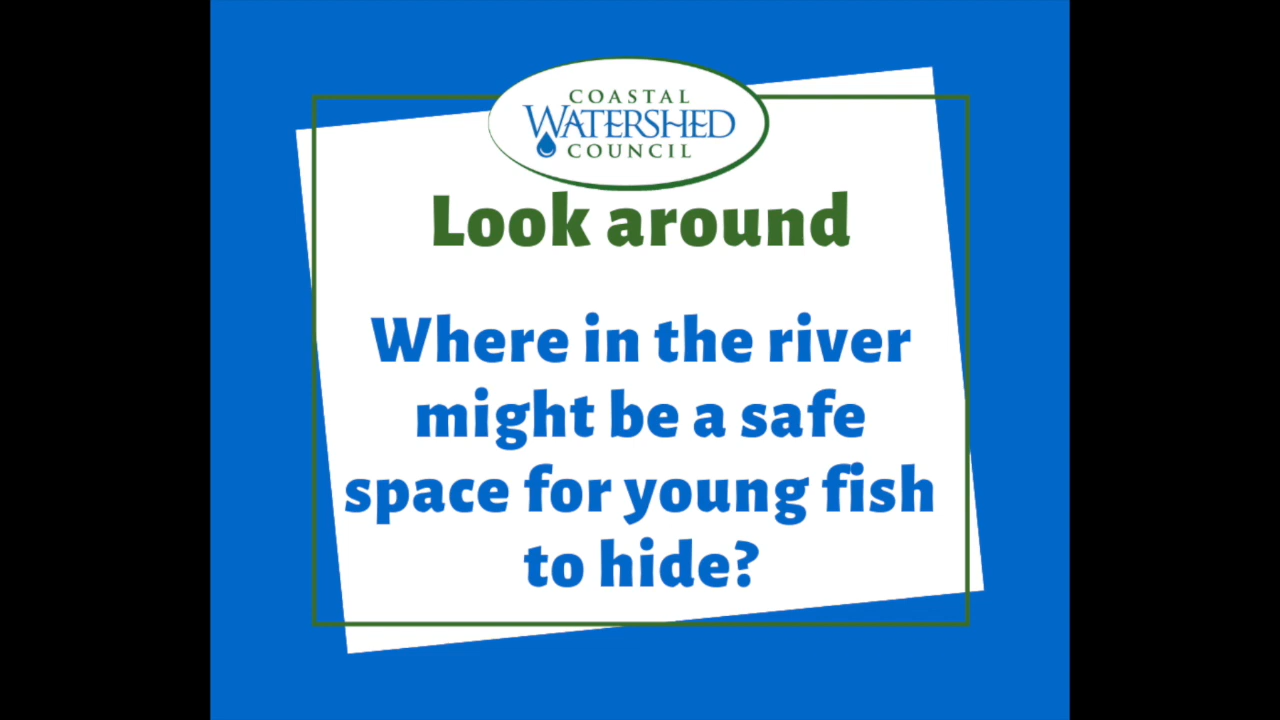 COASTAL
WATERSHED
COUNCIL
Look around
Where in the river
might be a safe
space for young fish
to hide?